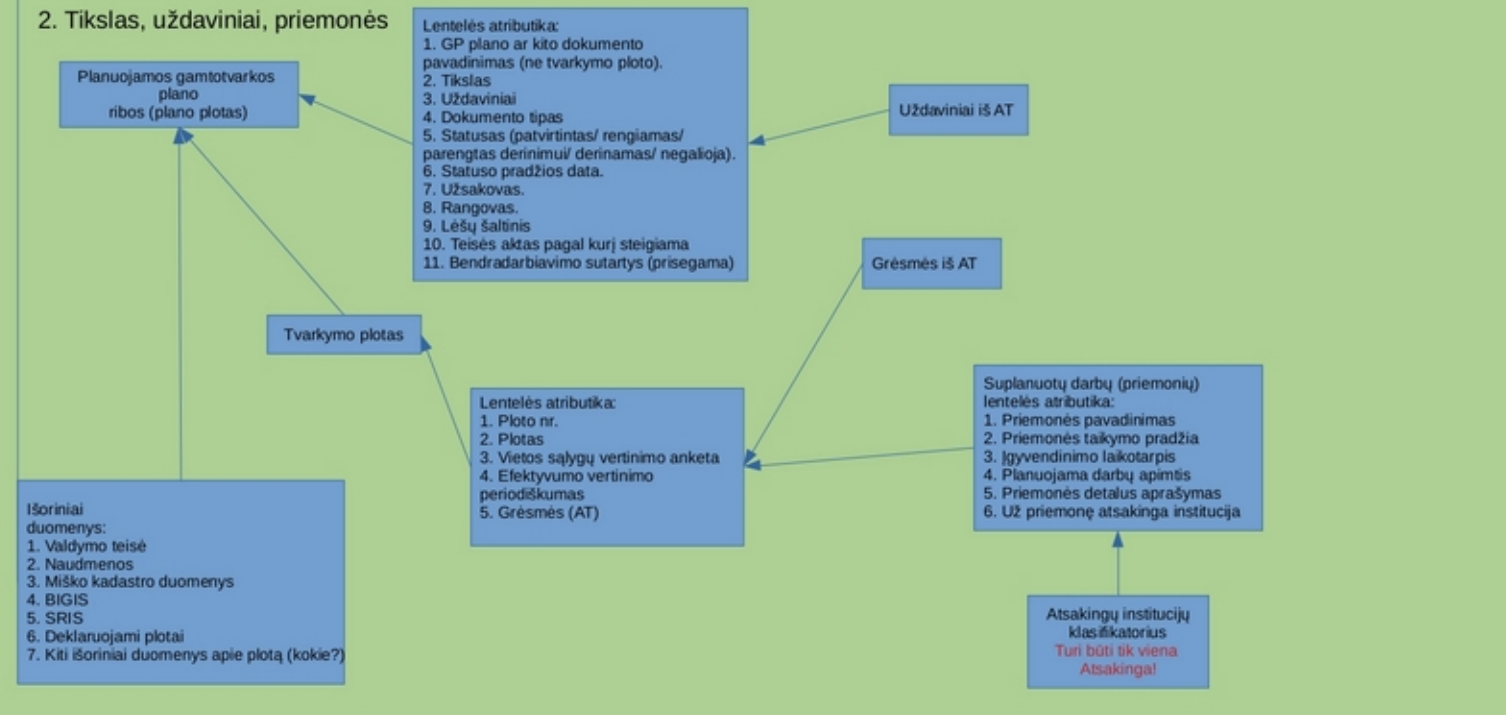 2. Tikslas, uždaviniai, priemonės
Planuojamos gamtotvarkos
plano
ribos (plano plotas)
Lentelės atributika:
1. GP plano ar kito dokumento
pavadinimas (ne tvarkymo ploto).
2. Tikslas
3. Uždaviniai
4. Dokumento tipas
5. Statusas (patvirtintas/ rengiamas/
parengtas derinimui/ derinamas/ negalioja).
6. Statuso pradžios data.
7. Užsakovas.
8. Rangovas.
9. Lėšų šaltinis
10. Teisės aktas pagal kurį steigiama
11. Bendradarbiavimo sutartys (prisegama)
Uždaviniai iš AT
Grėsmės iš AT
Tvarkymo plotas
Lentelės atributika:
1. Ploto nr.
2. Plotas
3. Vietos sąlygų vertinimo anketa
4. Efektyvumo vertinimo
periodiškumas
5. Grėsmės (AT)
Suplanuotų darbų (priemonių)
lentelės atributika:
1. Priemonės pavadinimas
2. Priemonės taikymo pradžia
3. Įgyvendinimo laikotarpis
4. Planuojama darbų apimtis
5. Priemonės detalus aprašymas
6. Už priemonę atsakinga institucija
Išoriniai
duomenys:
1. Valdymo teisė
2. Naudmenos
3. Miško kadastro duomenys
4. BIGIS
5. SRIS
6. Deklaruojami plotai
7. Kiti išoriniai duomenys apie plotą (kokie?)
Atsakingų institucijų
klasifikatorius
Turi būti tik viena
Atsakinga!